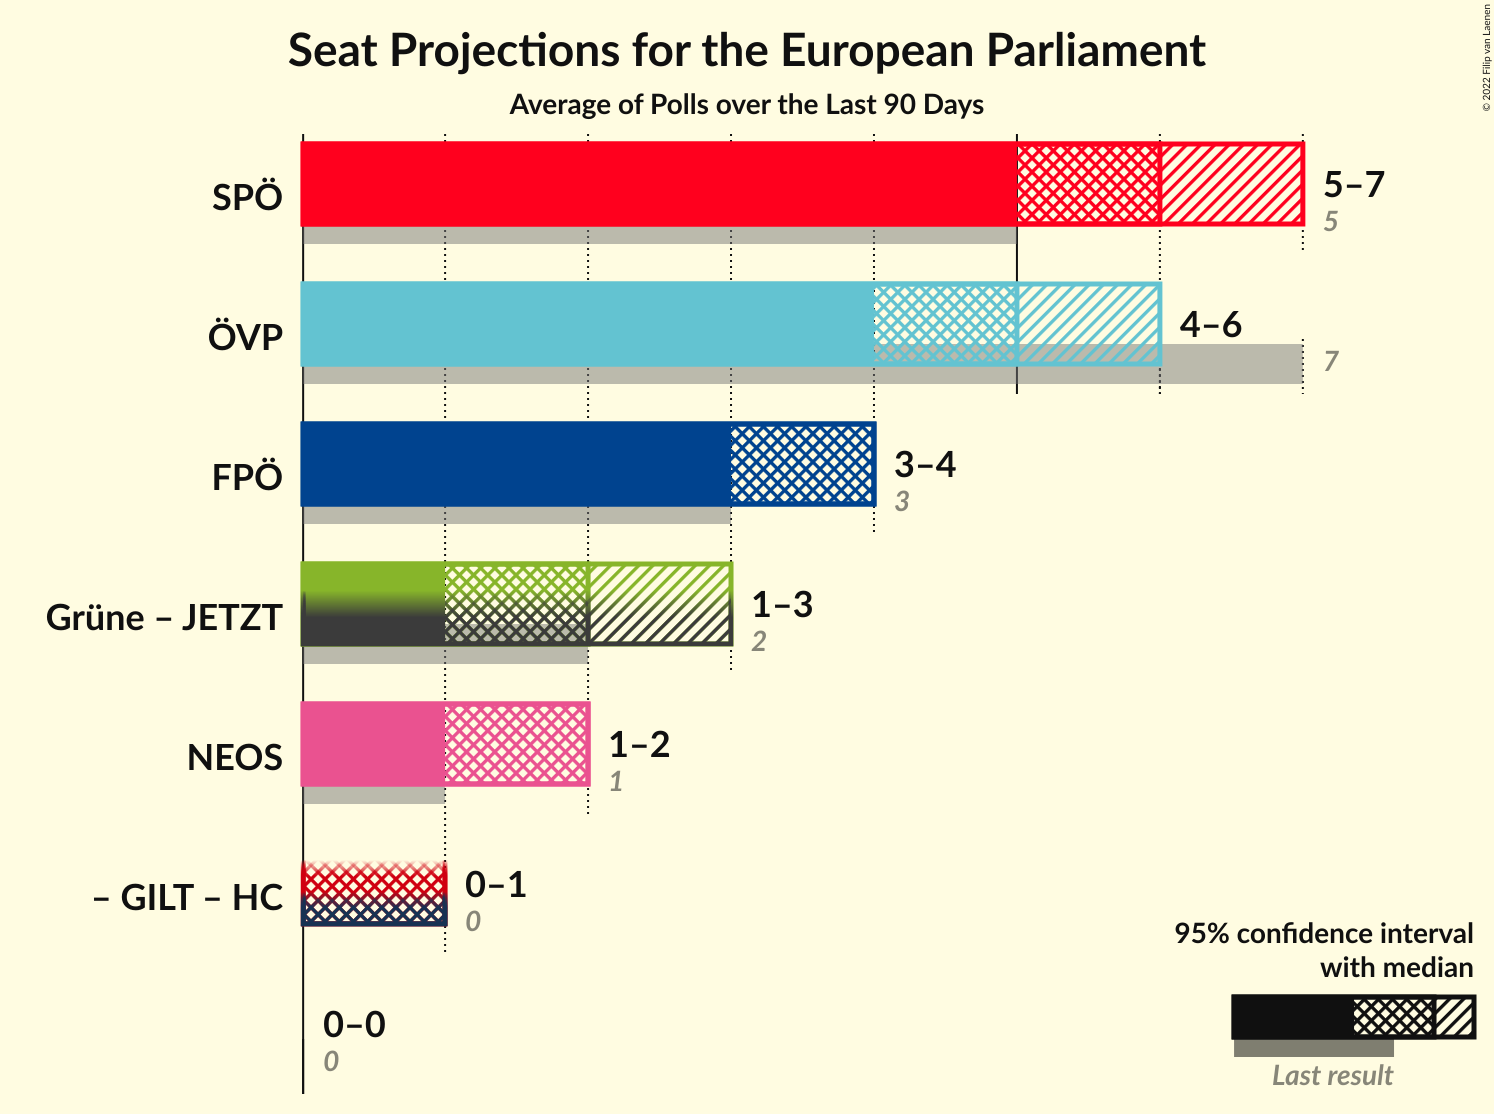 Seat Projections for the European Parliament
Average of Polls over the Last 90 Days
© 2022 Filip van Laenen
SPÖ
5–7
5
ÖVP
4–6
7
FPÖ
3–4
3
Grüne – JETZT
1–3
2
NEOS
1–2
1
– GILT – HC
0–1
0
0–0
0
95% confidence interval
with median
Last result